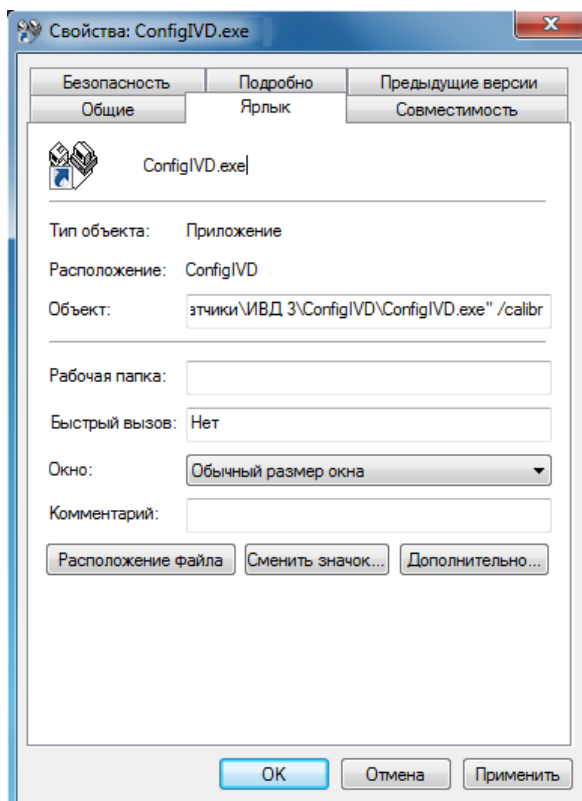 Свойства: ConfigIVD.exe
Безопасность Подробно Предыдущие версии
Общие Ярлык Совместимость
ConfigIVD.exe
Тип объекта: Приложение
Расположение: ConfigIVD
Объект: атчики\ИВД 3\ConfigIVD\ConfigIVD.exe" /calibr
Рабочая папка:
Быстрый вызов: Нет
Окно: Обычный размер окна
Комментарий:
Расположение файла Сменить значок... Дополнительно...
OK Отмена Применить